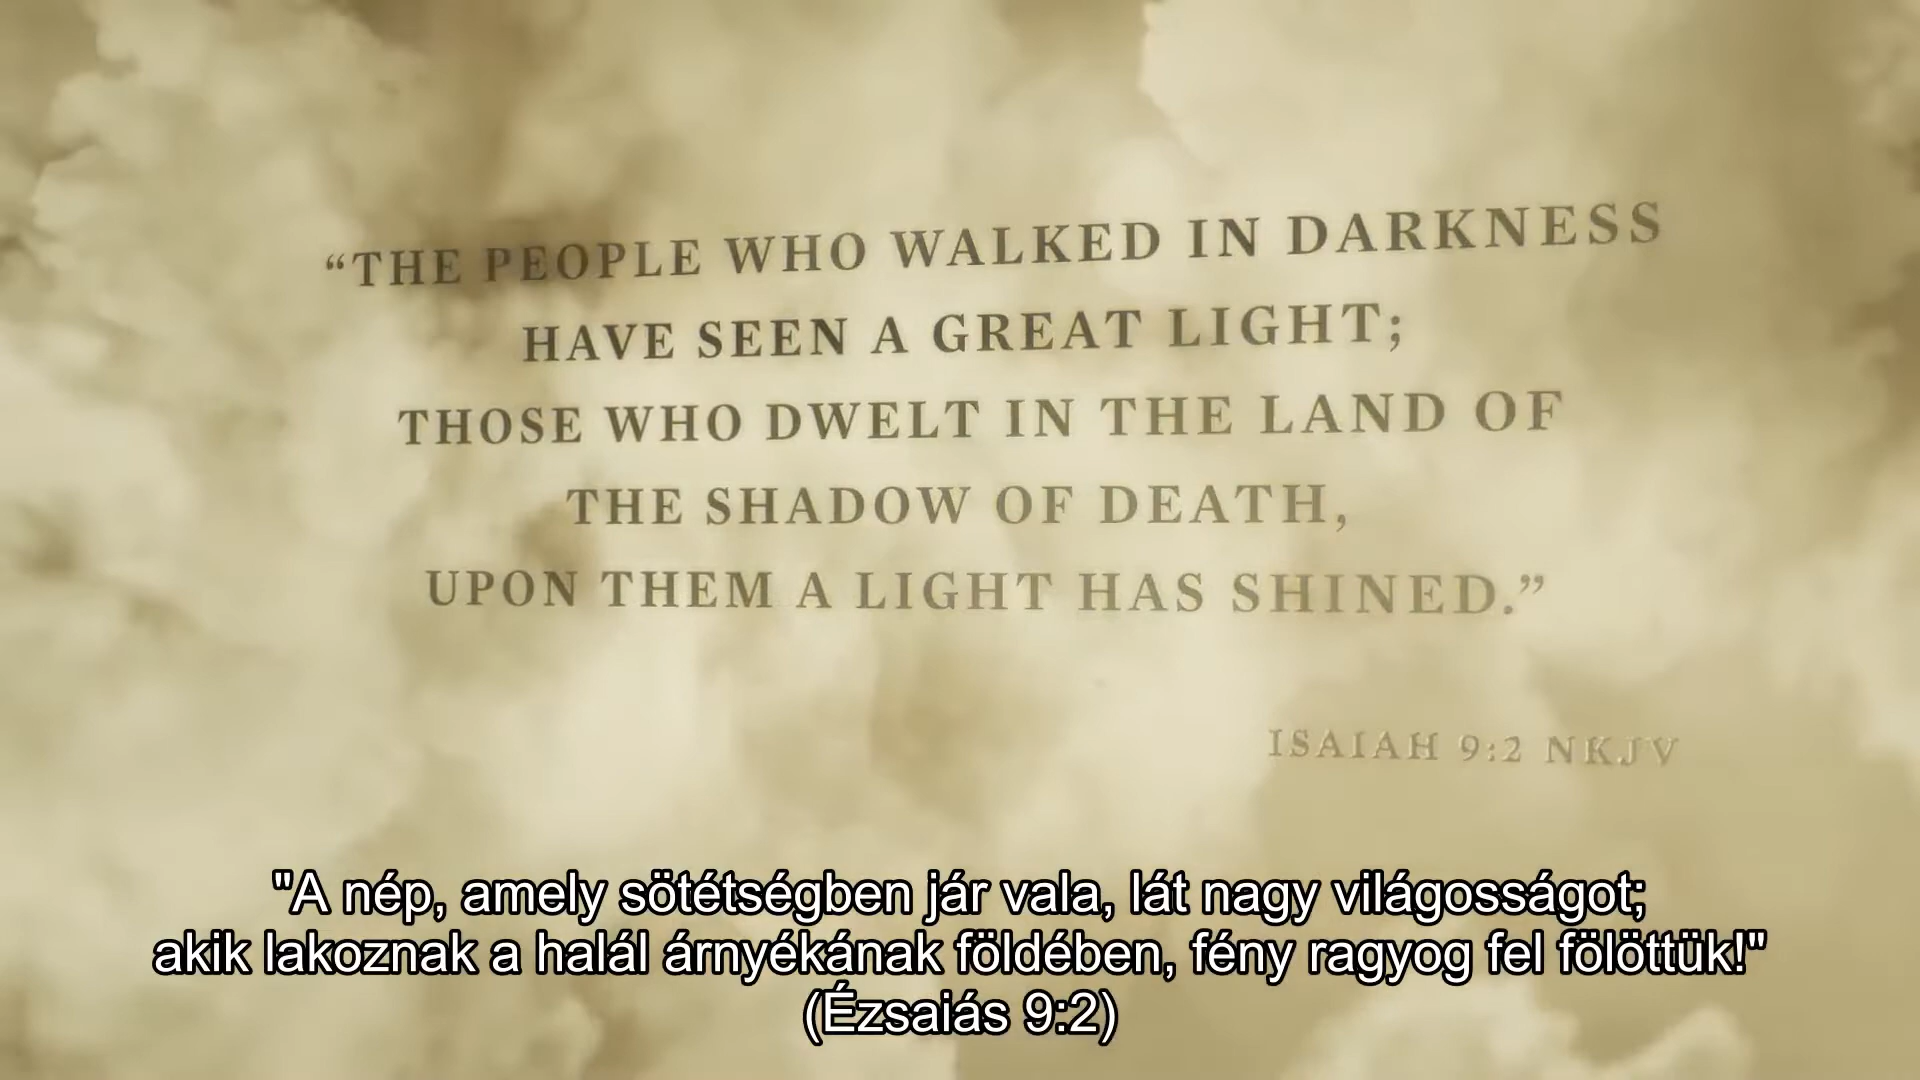 “THE PEOPLE WHO WALKED IN DARKNESS
HAVE SEEN A GREAT LIGHT;
THOSE WHO DWELT IN THE LAND OF
THE SHADOW OF DEATH,
UPON THEM A LIGHT HAS SHINED.”
ISAIAH 9:2 NKJV
"A nép, amely sötétségben jár vala, lát nagy világosságot;
akik lakoznak a halál árnyékának földében, fény ragyog fel fölöttük!"
(Ézsaiás 9:2)